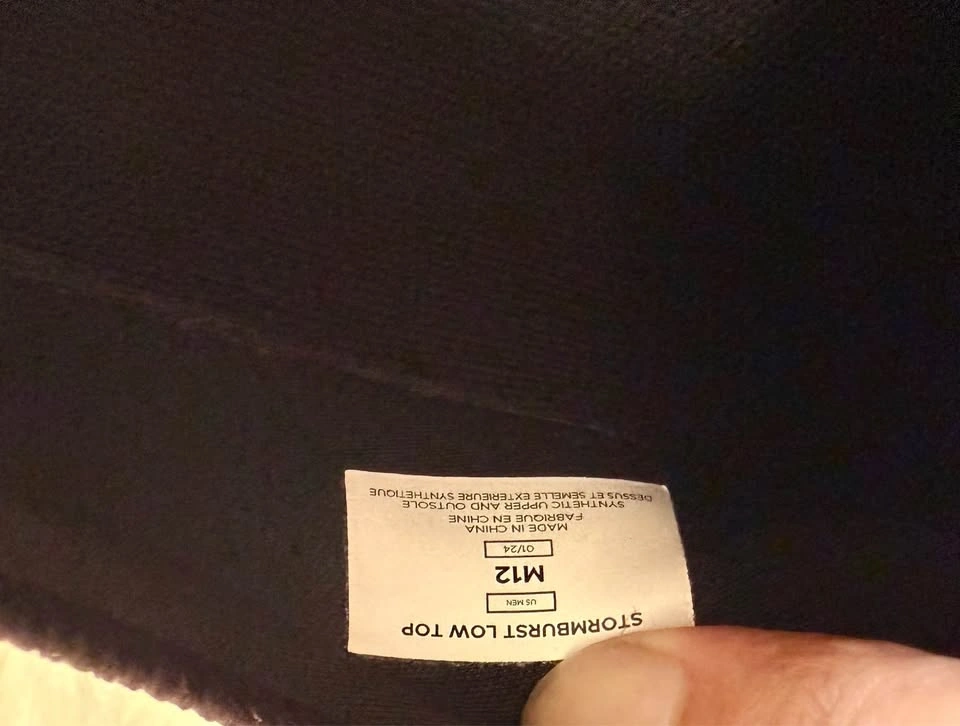 STORMBURST LOW TOP
US MEN
M12
01/24
MADE IN CHINA
FABRIQUE EN CHINE
SYNTHETIC UPPER AND OUTSOLE
DESSUS ET SEMELLE EXTERIEURE SYNTHETIQUE